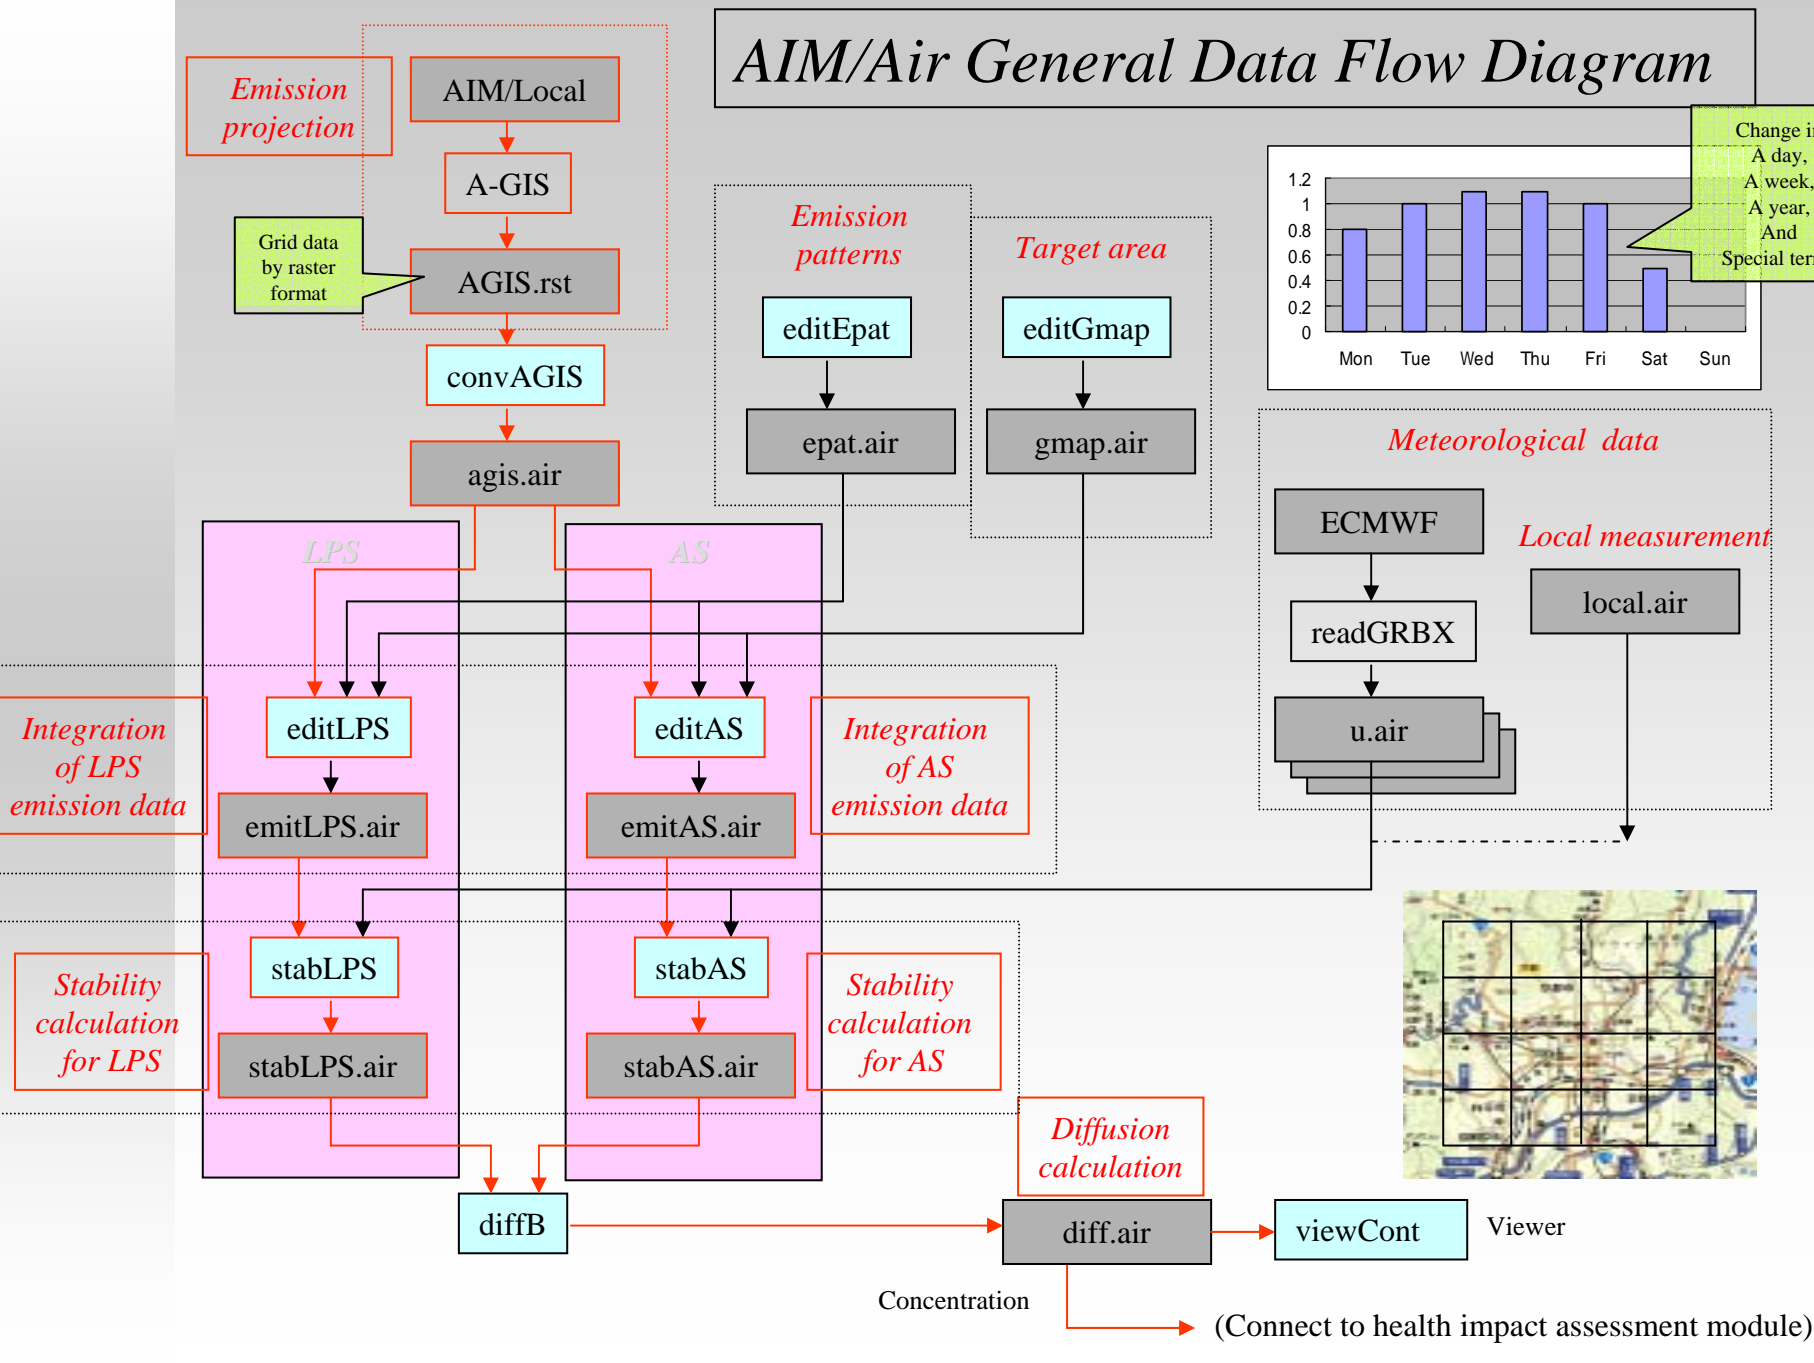 AIM/Air General Data Flow Diagram
Emission
projection
AIM/Local
A-GIS
Grid data
by raster
format
AGIS.rst
convAGIS
agis.air
Emission
patterns
editEpat
epat.air
Target area
editGmap
gmap.air
Change in
A day,
A week,
A year,
And
1.2
1
0.8
0.6
0.4
0.2
0
Mon Tue Wed Thu Fri Sat Sun
Special ter
Meteorological data
ECMWF
Local measurement
readGRBX
local.air
u.air
LPS
AS
Integration
of LPS
emission data
editLPS
emitLPS.air
editAS
emitAS.air
Integration
of AS
emission data
Stability
calculation
for LPS
stabLPS
stabLPS.air
stabAS
stabAS.air
Stability
calculation
for AS
Diffusion
calculation
diffB
diff.air
viewCont
Viewer
Concentration
(Connect to health impact assessment module)